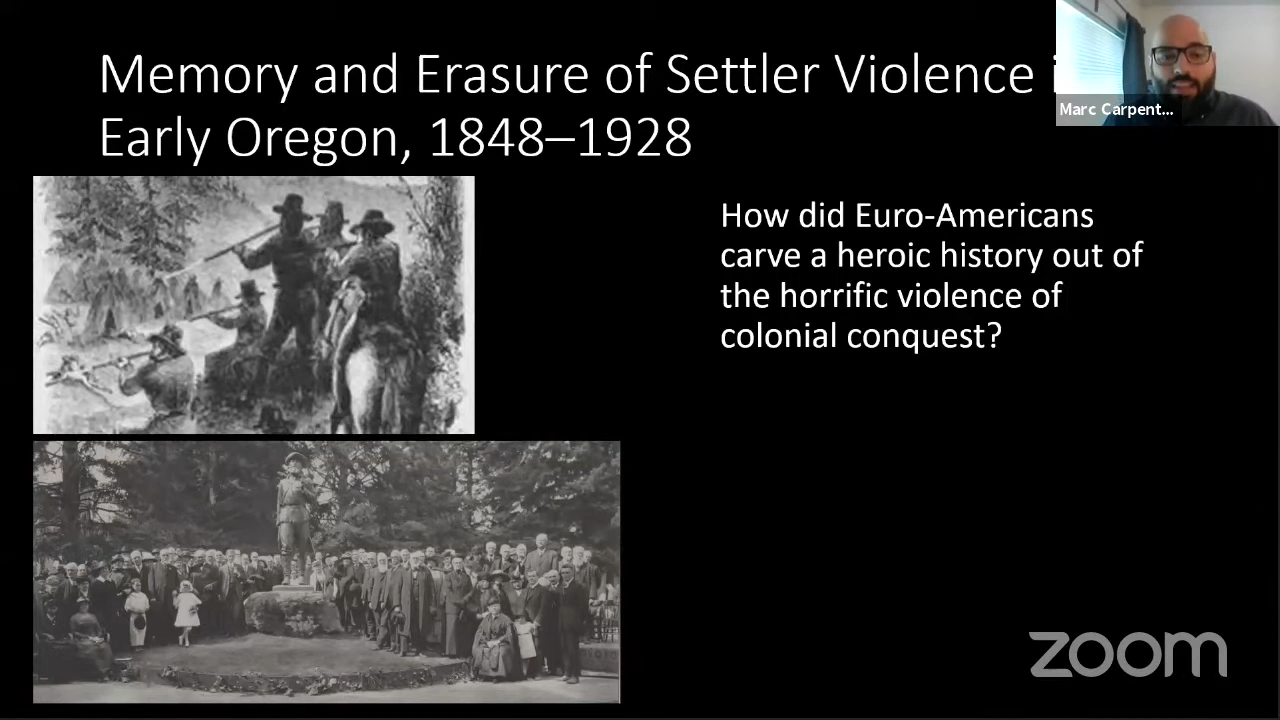 Memory and Erasure of Settler Violence i
Early Oregon, 1848–1928
Marc Carpent...
How did Euro-Americans
carve a heroic history out of
the horrific violence of
colonial conquest?
zoom